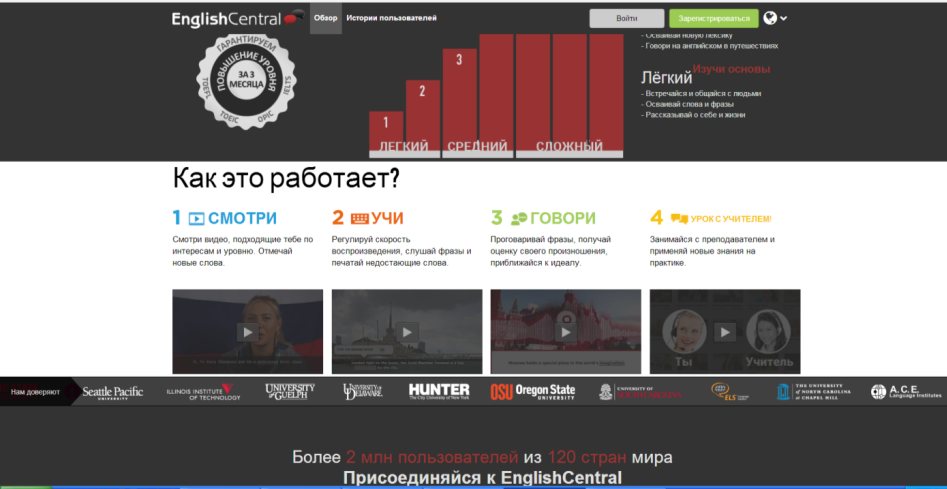 EnglishCentral
Обзор
Истории пользователей
Войти
Зарегистрироваться
ГАРАНТИРУЕМ
ПОВЫШЕНИЕ УРОВНЯ
ЗА 3
МЕСЯЦА
TOEFL
TOEIC
OPIC
IELTS
1
2
3
ЛЕГКИЙ
СРЕДНИЙ
СЛОЖНЫЙ
- Осваивай новую лексику
- Говори на английском в путешествиях
Лёгкий Изучи основы
- Встречайся и общайся с людьми
- Осваивай слова и фразы
- Рассказывай о себе и жизни
Как это работает?
1 СМОТРИ
Смотри видео, подходящие тебе по
интересам и уровню. Отмечай
новые слова.
2 УЧИ
Регулируй скорость
воспроизведения, слушай фразы и
печатай недостающие слова.
3 ГОВОРИ
Проговаривай фразы, получай
оценку своего произношения,
приближайся к идеалу.
4 УРОК С УЧИТЕЛЕМ!
Занимайся с преподавателем и
применяй новые знания на
практике.
Ты
Учитель
Нам доверяют
Seattle Pacific
UNIVERSITY
ILLINOIS INSTITUTE
OF TECHNOLOGY
UNIVERSITY
of GUELPH
UNIVERSITY of
DELAWARE
HUNTER
The City University of New York
OSU Oregon State
UNIVERSITY
UNIVERSITY OF
ELS
THE UNIVERSITY
of NORTH CAROLINA
at CHAPEL HILL
A.C.E.
Language Institutes
Более 2 млн пользователей из 120 стран мира
Присоединяйся к EnglishCentral